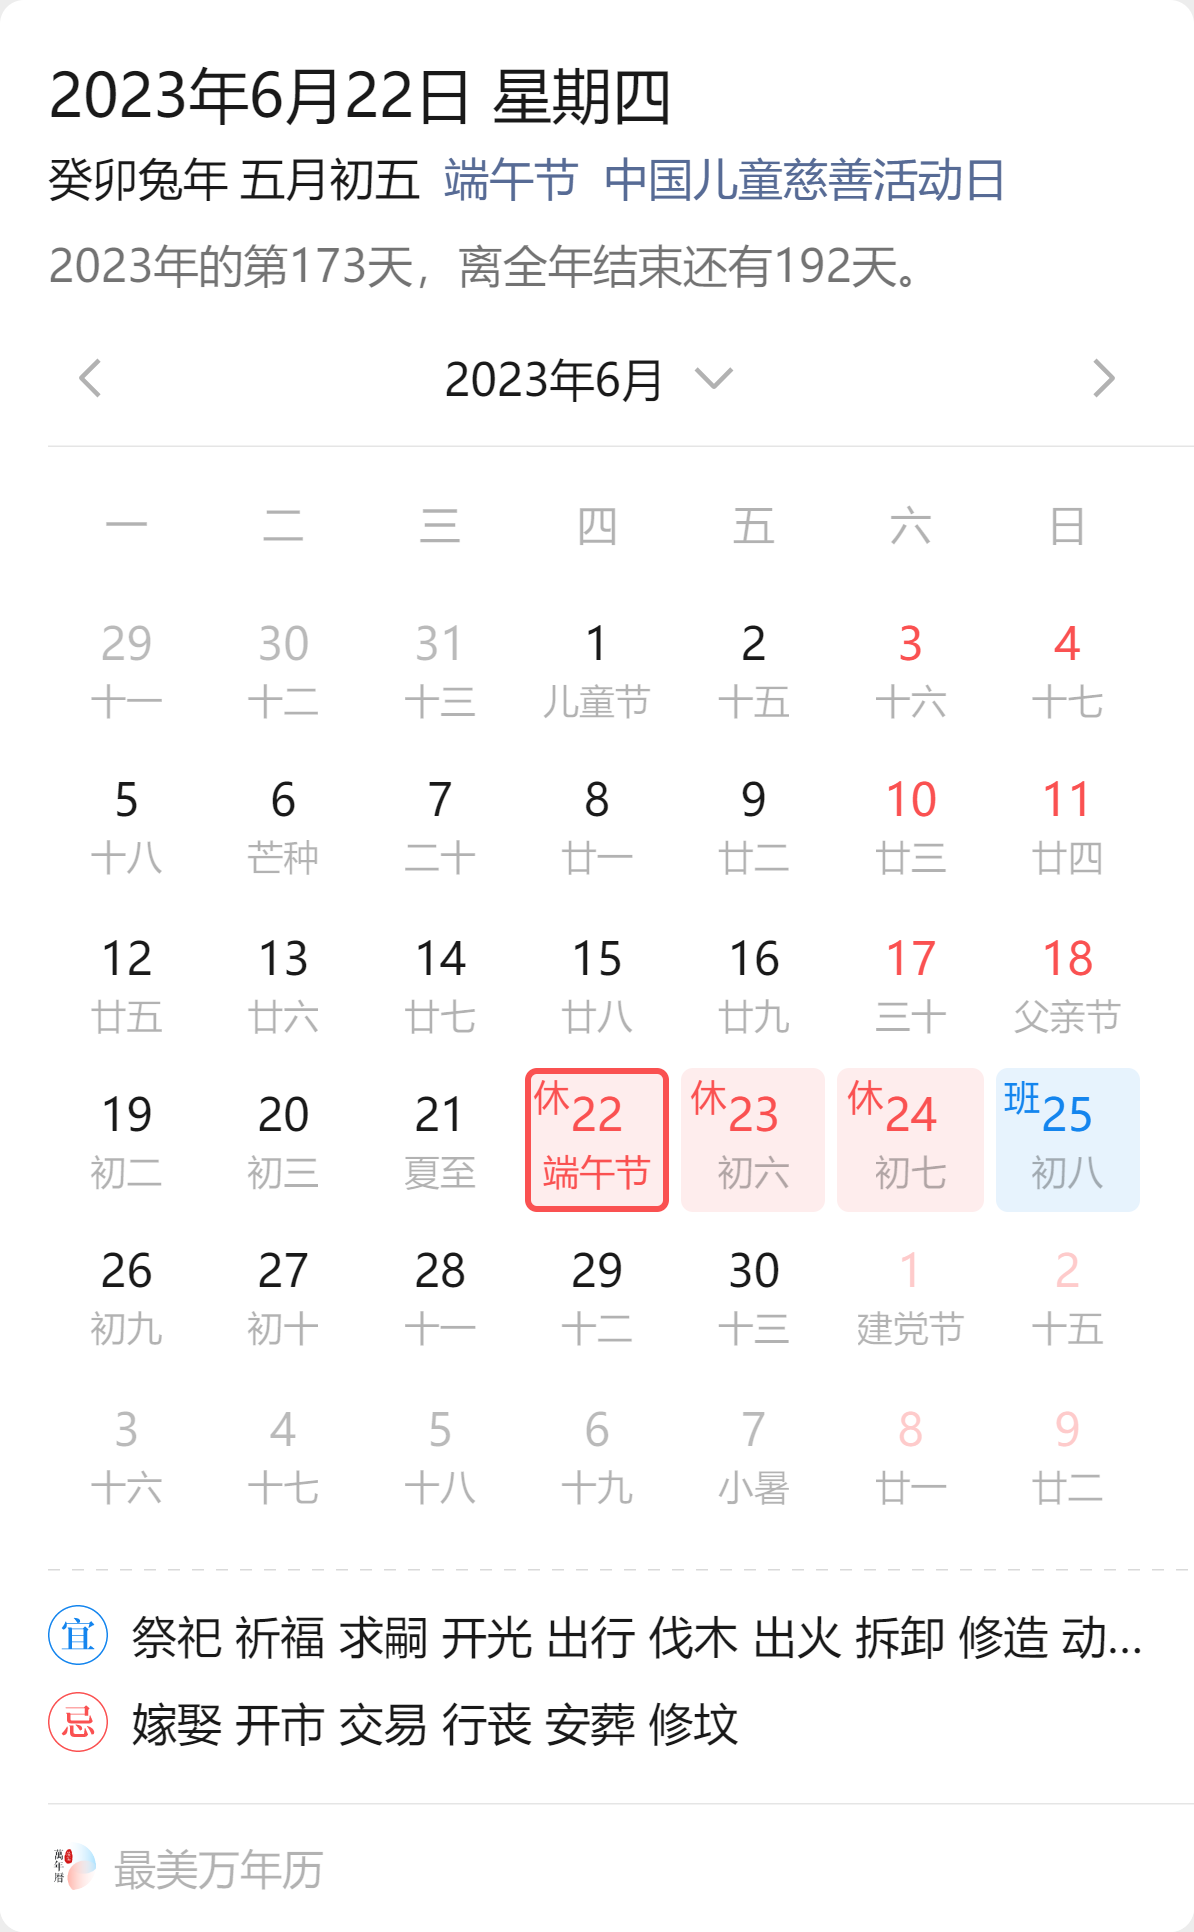 2023年6月22日 星期四
癸卯兔年 五月初五 端午节 中国儿童慈善活动日
2023年的第173天，离全年结束还有192天。
2023年6月
一 二 三 四 五 六 日
29 30 31 1 2 3 4
十一 十二 十三 儿童节 十五 十六 十七
5 6 7 8 9 10 11
十八 芒种 二十 廿一 廿二 廿三 廿四
12 13 14 15 16 17 18
廿五 廿六 廿七 廿八 廿九 三十 父亲节
19 20 21 休22 休23 休24 班25
初二 初三 夏至 端午节 初六 初七 初八
26 27 28 29 30 1 2
初九 初十 十一 十二 十三 建党节 十五
3 4 5 6 7 8 9
十六 十七 十八 十九 小暑 廿一 廿二
宜 祭祀 祈福 求嗣 开光 出行 伐木 出火 拆卸 修造 动...
忌 嫁娶 开市 交易 行丧 安葬 修坟
萬年曆 最美万年历